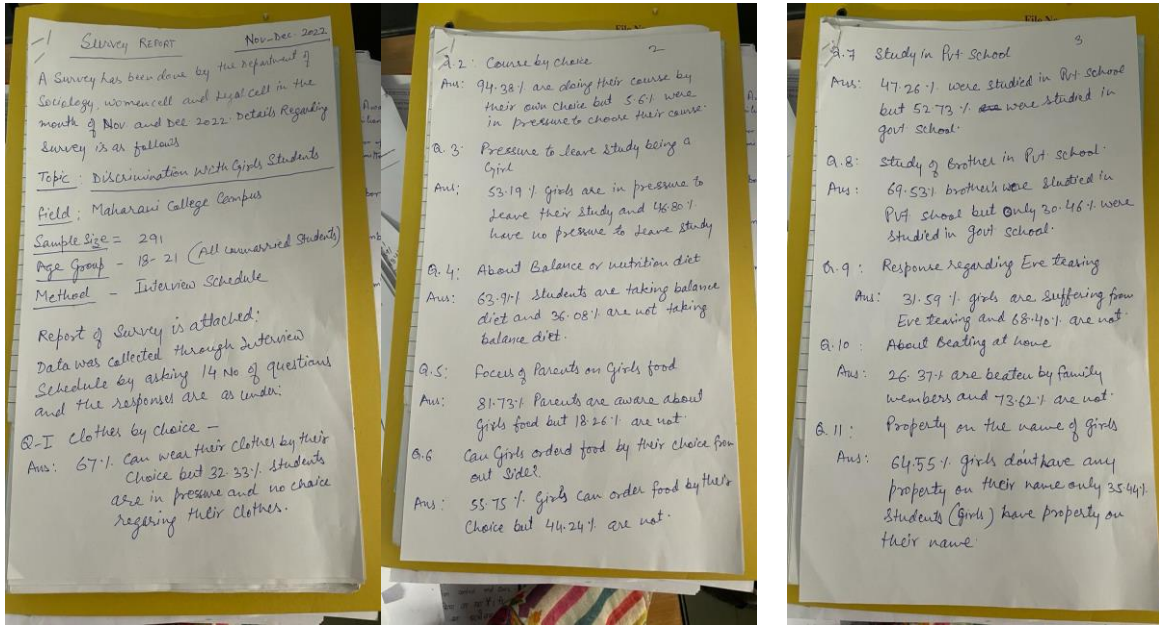 Survey Report
Nov-Dec. 2022
A Survey has been done by the Department of
Sociology, women cell and Legal cell in the
month of Nov and Dec 2022. Details Regarding
Survey is as follows
Topic : Discrimination with Girls Students
Field : Maharani College Campus
Sample Size = 291
Age Group - 18-21 (All unmarried Students)
Method - Interview Schedule
Report of Survey is attached:
Data was collected through Interview
Schedule by asking 14 No of questions
and the responses are as under:
Q-I Clothes by choice -
Ans: 67% Can wear their clothes by their
Choice but 32.33% students
are in pressure and no choice
regaring their clothes.
2
Q.2: Course by choice
Ans: 94.38% are doing their course by
their own choice but 5.61% were
in pressure to choose their course.
Q.3: Pressure to leave study being a
Girl
Ans: 53.19% girls are in pressure to
leave their study and 46.80%
have no pressure to leave study
Q.4: About Balance or nutrition diet
Ans: 63.91% students are taking balance
diet and 36.08% are not taking
balance diet.
Q.5: Focus of Parents on Girls food
Ans: 81.73% Parents are aware about
Girls food but 18.26% are not.
Q.6 Can Girls orderd food by their choice from
out side?
Ans: 55.75% Girls can order food by their
Choice but 44.24% are not.
3
Q.7 Study in Pvt School
Ans: 47.26% were studied in Pvt School
but 52.73% were studied in
govt school.
Q.8: Study of Brother in Pvt School.
Ans: 69.53% brother's were studied in
Pvt shool but only 30.46% were
studied in govt school.
Q.9: Response regarding Eve tearing
Ans: 31.59% girls are suffering from
Eve tearing and 68.40% are not.
Q.10: About Beating at home
Ans: 26.37% are beaten by family
members and 73.62% are not.
Q.11: Property on the name of girls
Ans: 64.55% girls dont have any
property on their name only 35.44%
students (girls) have property on
their name.